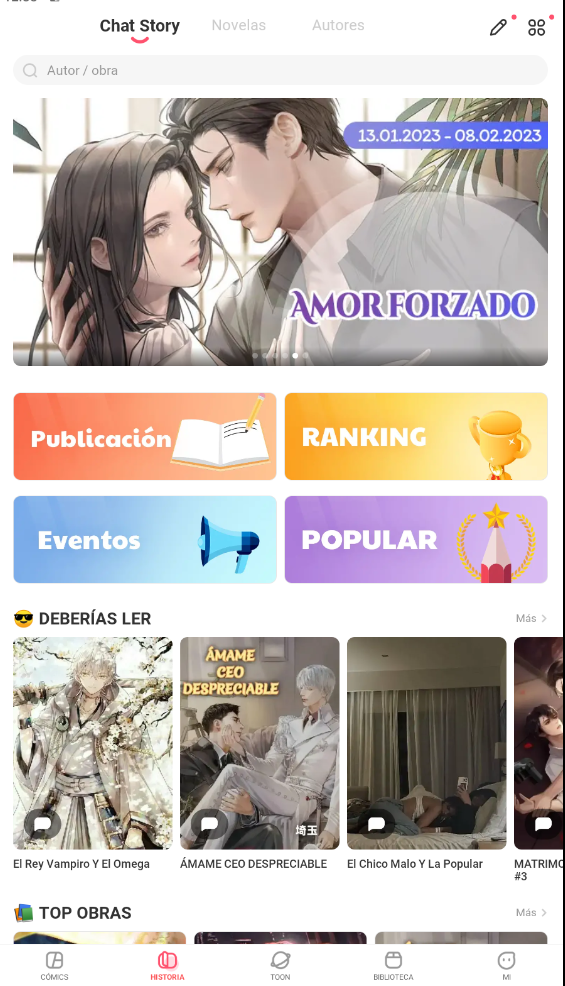 Chat Story
Novelas
Autores
Autor / obra
13.01.2023 - 08.02.2023
AMOR FORZADO
Publicación
RANKING
Eventos
POPULAR
😎 DEBERÍAS LER
Más
ÁMAME
CEO
DESPRECIABLE
埼玉
El Rey Vampiro Y El Omega
ÁMAME CEO DESPRECIABLE
El Chico Malo Y La Popular
MATRIMO
#3
TOP OBRAS
Más
CÓMICS
HISTORIA
TOON
BIBLIOTECA
MI